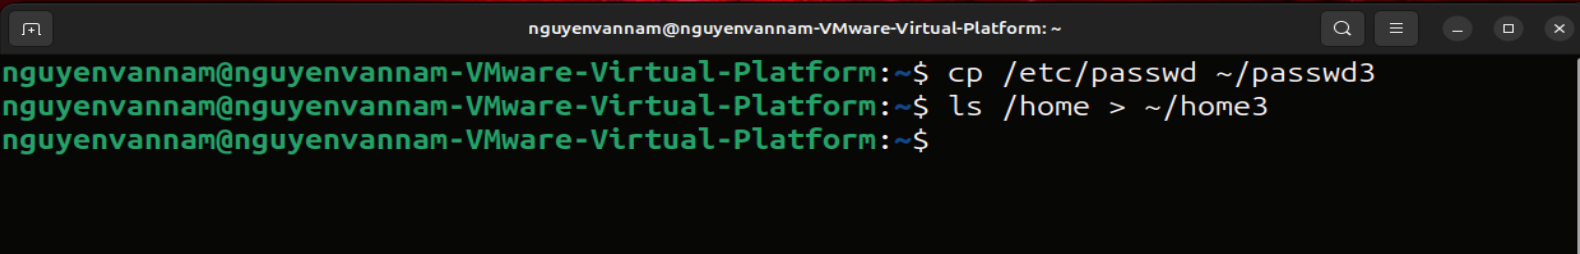 nguyenvannam@nguyenvannam-VMware-Virtual-Platform: ~
nguyenvannam@nguyenvannam-VMware-Virtual-Platform:~$ cp /etc/passwd ~/passwd3
nguyenvannam@nguyenvannam-VMware-Virtual-Platform:~$ ls /home > ~/home3
nguyenvannam@nguyenvannam-VMware-Virtual-Platform:~$